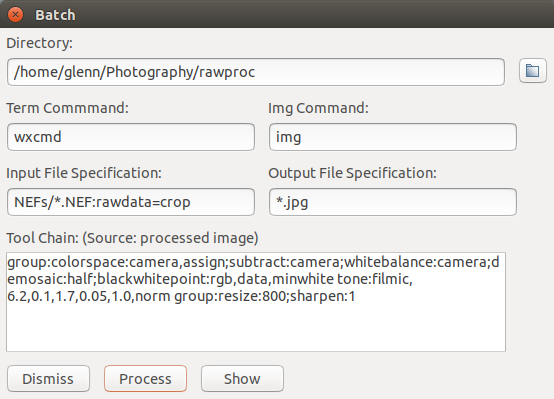 Batch
Directory:
/home/glenn/Photography/rawproc
Term Commmand:
Img Command:
wxcmd
img
Input File Specification:
Output File Specification:
NEFs/*.NEF:rawdata=crop
*.jpg
Tool Chain: (Source: processed image)
group:colorspace:camera,assign;subtract:camera;whitebalance:camera;d
emosaic:half;blackwhitepoint:rgb,data,minwhite tone:filmic,
6.2,0.1,1.7,0.05,1.0,norm group:resize:800;sharpen:1
Dismiss
Process
Show